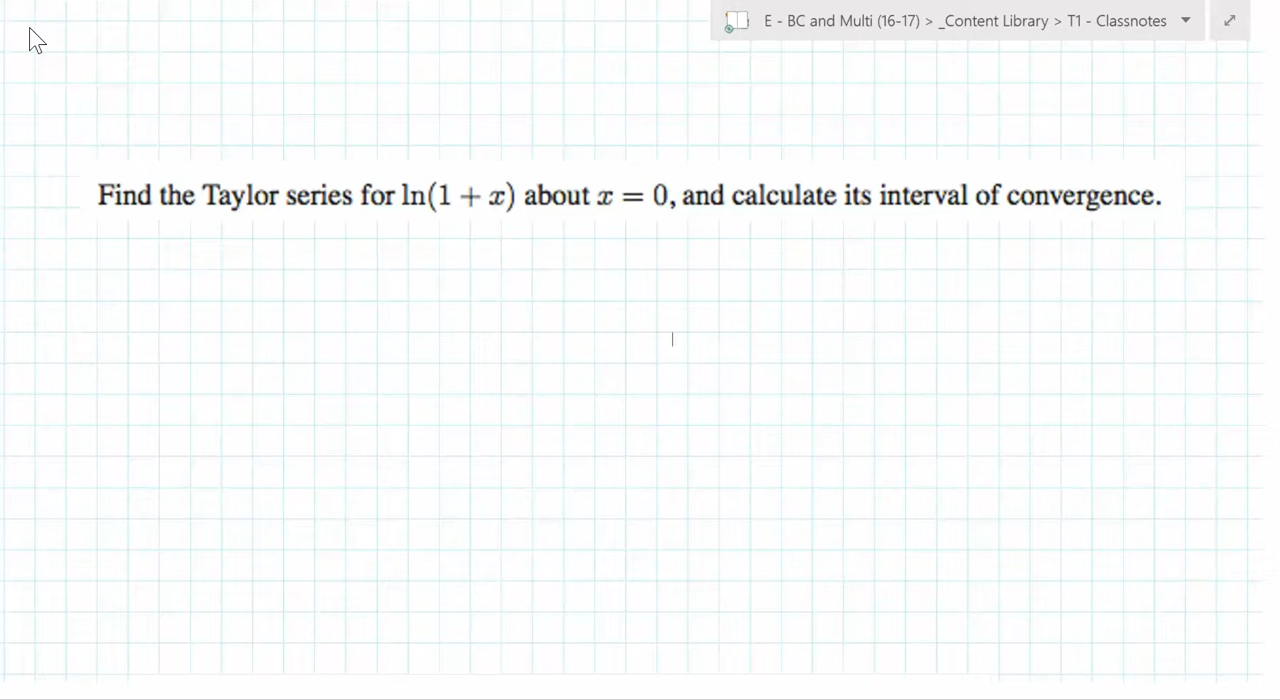 E - BC and Multi (16-17) > _Content Library > T1 - Classnotes
Find the Taylor series for ln(1 + x) about x = 0, and calculate its interval of convergence.